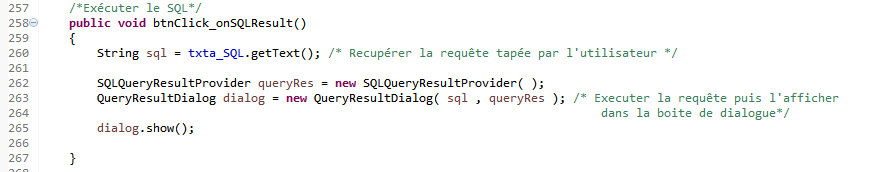 257 /*Exécuter le SQL*/
258 public void btnClick_onSQLResult()
259 {
260 String sql = txta_SQL.getText(); /* Recupérer la requête tapée par l'utilisateur */
261
262 SQLQueryResultProvider queryRes = new SQLQueryResultProvider( );
263 QueryResultDialog dialog = new QueryResultDialog( sql , queryRes ); /* Executer la requête puis l'afficher
264 dans la boite de dialogue*/
265 dialog.show();
266
267 }